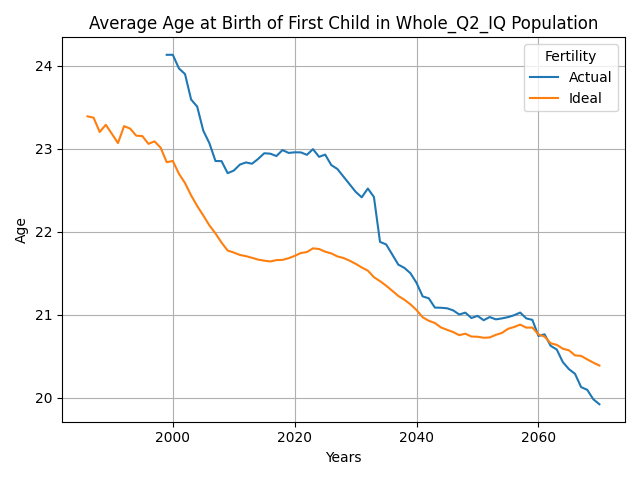 Average Age at Birth of First Child in Whole_Q2_IQ Population
Fertility
Actual
Ideal
Age
24
23
22
21
20
2000
2020
2040
2060
Years